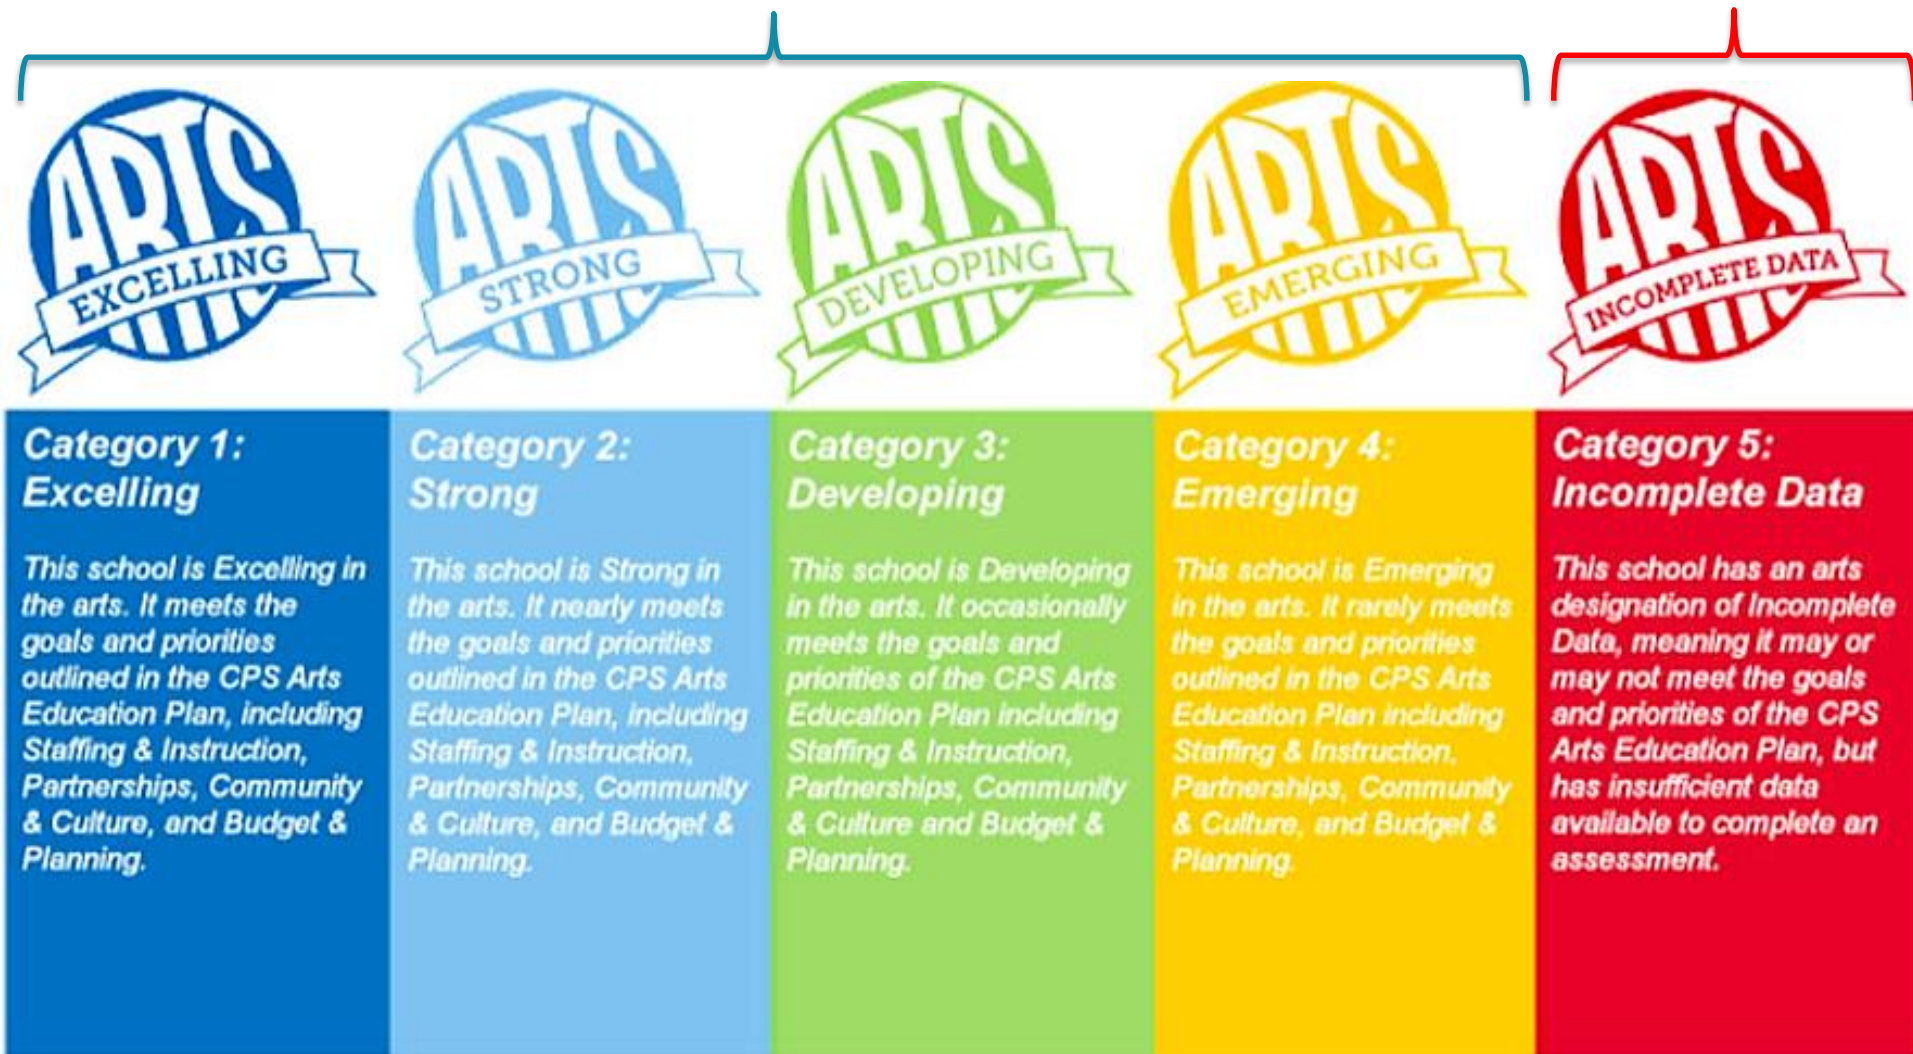 ARTS
EXCELLING
ARTS
STRONG
ARTS
DEVELOPING
ARTS
EMERGING
ARTS
INCOMPLETE DATA
Category 1:
Excelling
This school is Excelling in
the arts. It meets the
goals and priorities
outlined in the CPS Arts
Education Plan, including
Staffing & Instruction,
Partnerships, Community
& Culture, and Budget &
Planning.
Category 2:
Strong
This school is Strong in
the arts. It nearly meets
the goals and priorities
outlined in the CPS Arts
Education Plan, including
Staffing & Instruction,
Partnerships, Community
& Culture, and Budget &
Planning.
Category 3:
Developing
This school is Developing
in the arts. It occasionally
meets the goals and
priorities of the CPS Arts
Education Plan including
Staffing & Instruction,
Partnerships, Community
& Culture and Budget &
Planning.
Category 4:
Emerging
This school is Emerging
in the arts. It rarely meets
the goals and priorities
outlined in the CPS Arts
Education Plan including
Staffing & Instruction,
Partnerships, Community
& Culture, and Budget &
Planning.
Category 5:
Incomplete Data
This school has an arts
designation of Incomplete
Data, meaning it may or
may not meet the goals
and priorities of the CPS
Arts Education Plan, but
has insufficient data
available to complete an
assessment.